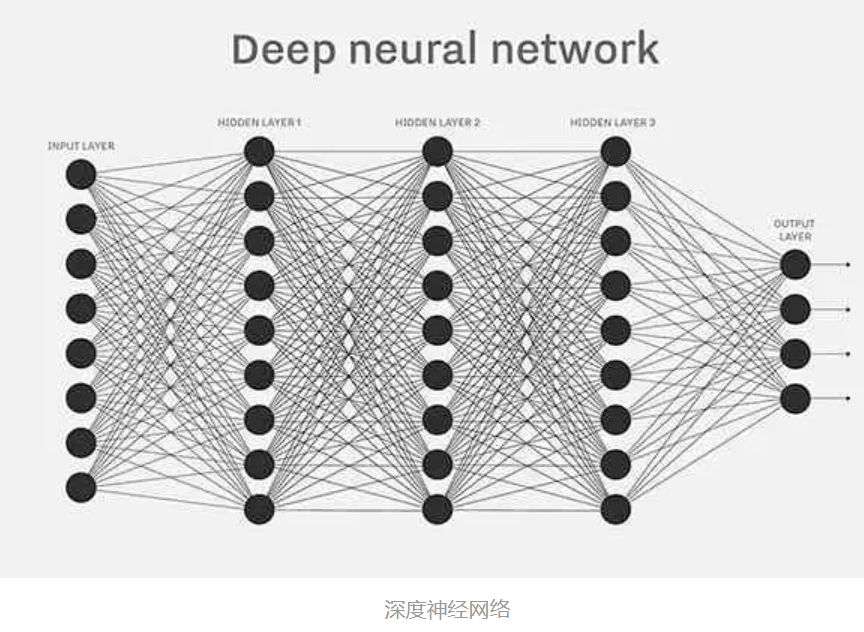 Deep neural network
HIDDEN LAYER 1
HIDDEN LAYER 2
HIDDEN LAYER 3
INPUT LAYER
OUTPUT
LAYER
深度神经网络